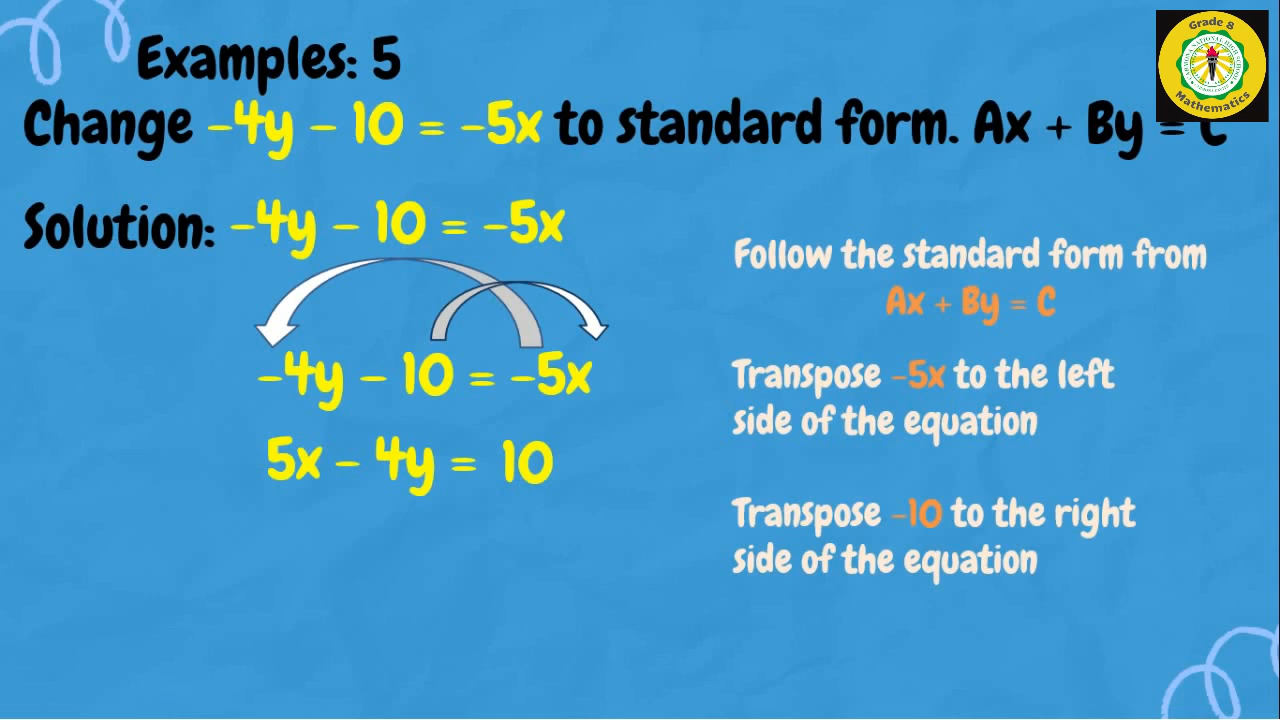 Examples: 5
Grade 8
Mathematics
Change -4y - 10 = -5x to standard form. Ax + By = C
Solution: -4y - 10 = -5x
Follow the standard form from
Ax + By = C
-4y - 10 = -5x
Transpose -5x to the left
side of the equation
5x - 4y = 10
Transpose -10 to the right
side of the equation